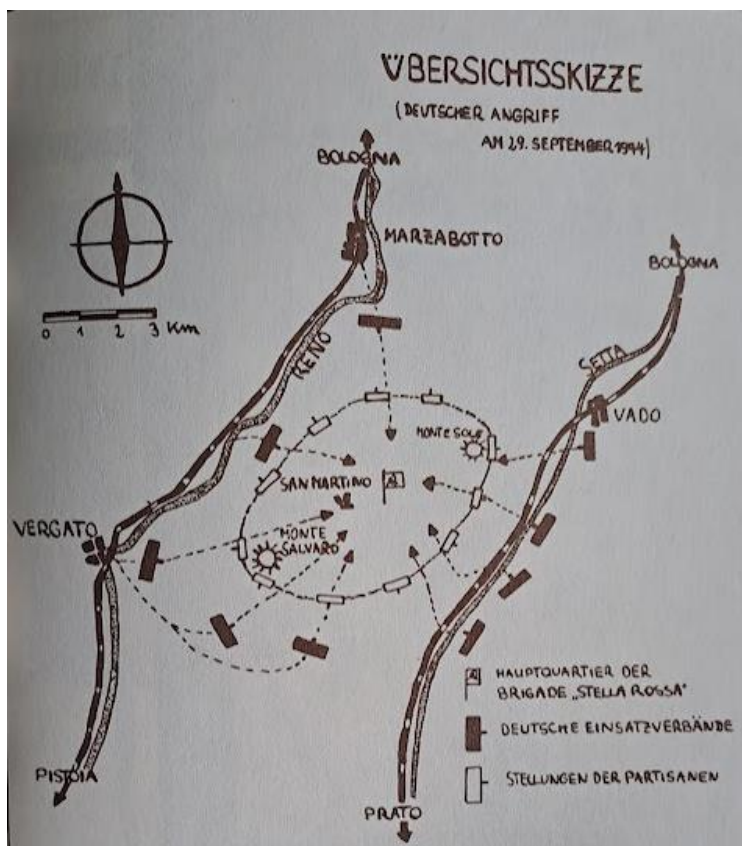 ÜBERSICHTSSKIZZE
(DEUTSCHER ANGRIFF
AM 29. SEPTEMBER 1944)
BOLOGNA
MARZABOTTO
BOLOGNA
0 1 2 3 Km
RENO
SETTA
VADO
MONTE SOLE
SAN MARTINO
VERGATO
MONTE
SALVARO
HAUPTQUARTIER DER
BRIGADE „STELLA ROSSA"
DEUTSCHE EINSATZVERBÄNDE
STELLUNGEN DER PARTISANEN
PISTOIA
PRATO